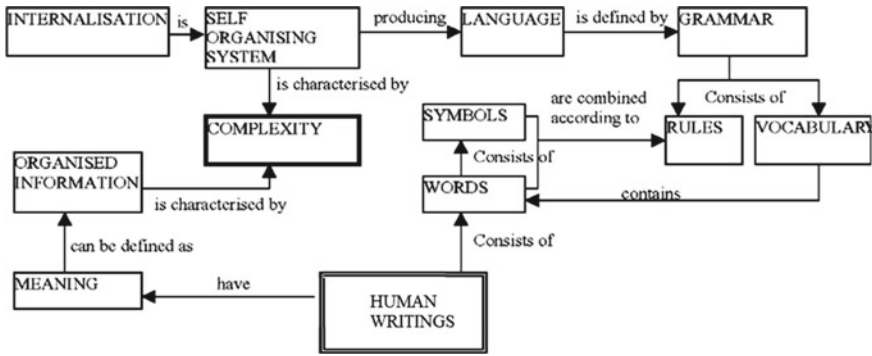 INTERNALISATION
is
SELF
ORGANISING
SYSTEM
producing
LANGUAGE
is defined by
GRAMMAR
is characterised by
Consists of
are combined
according to
SYMBOLS
RULES
VOCABULARY
COMPLEXITY
Consists of
ORGANISED
INFORMATION
WORDS
contains
is characterised by
can be defined as
Consists of
MEANING
have
HUMAN
WRITINGS